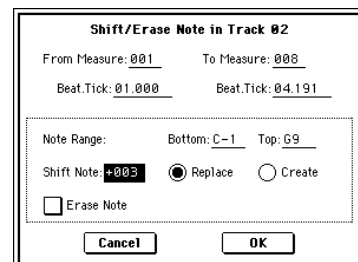 Shift/Erase Note in Track 02
From Measure: 001 To Measure: 008
Beat.Tick: 01.000 Beat.Tick: 04.191
Note Range: Bottom: C-1 Top: G9
Shift Note: +003 Replace Create
Erase Note
Cancel OK